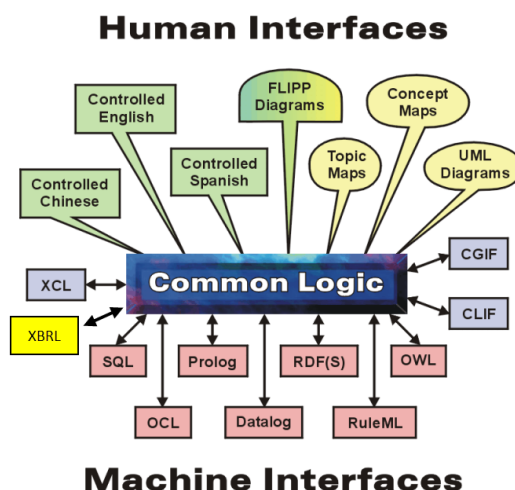 Human Interfaces
FLIPP
Diagrams
Concept
Maps
Controlled
English
Controlled
Spanish
Topic
Maps
UML
Diagrams
Controlled
Chinese
CGIF
XCL
Common Logic
CLIF
XBRL
SQL
Prolog
RDF(S)
OWL
OCL
Datalog
RuleML
Machine Interfaces